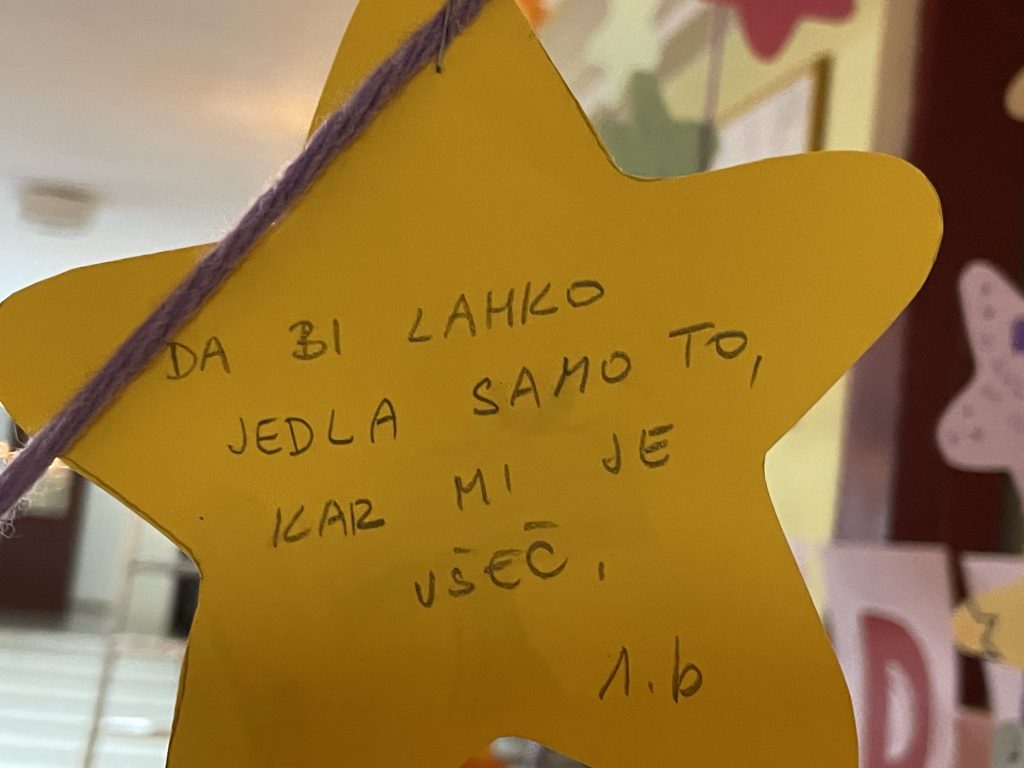 DA BI LAHKO
JEDLA SAMO TO,
KAR MI JE
VŠEČ.
1.b
D